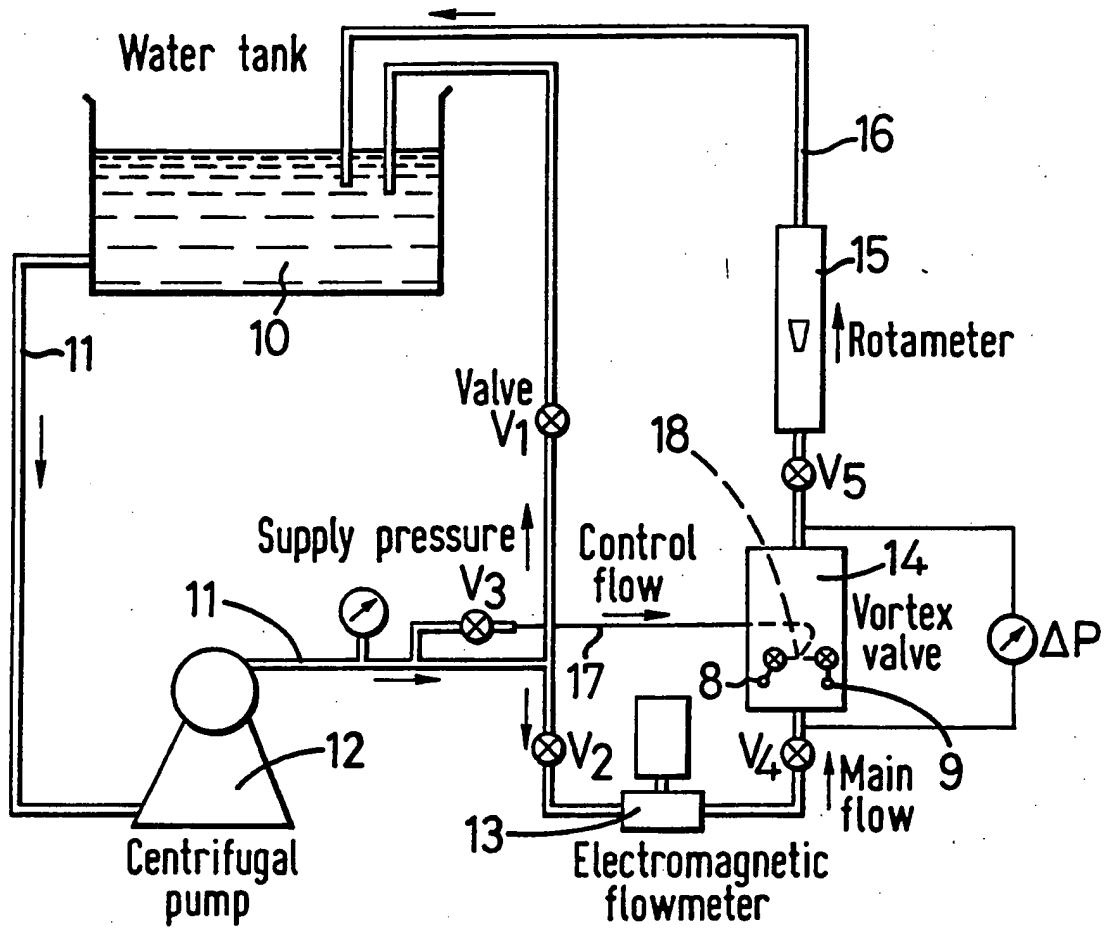 Water tank
16
15
10
11
Rotameter
Valve
V1
18
V5
Supply pressure
Control
flow
14
V3
11
Vortex
valve
ΔP
17
8
12
V2
V4
Main
flow
9
13
Centrifugal
pump
Electromagnetic
flowmeter